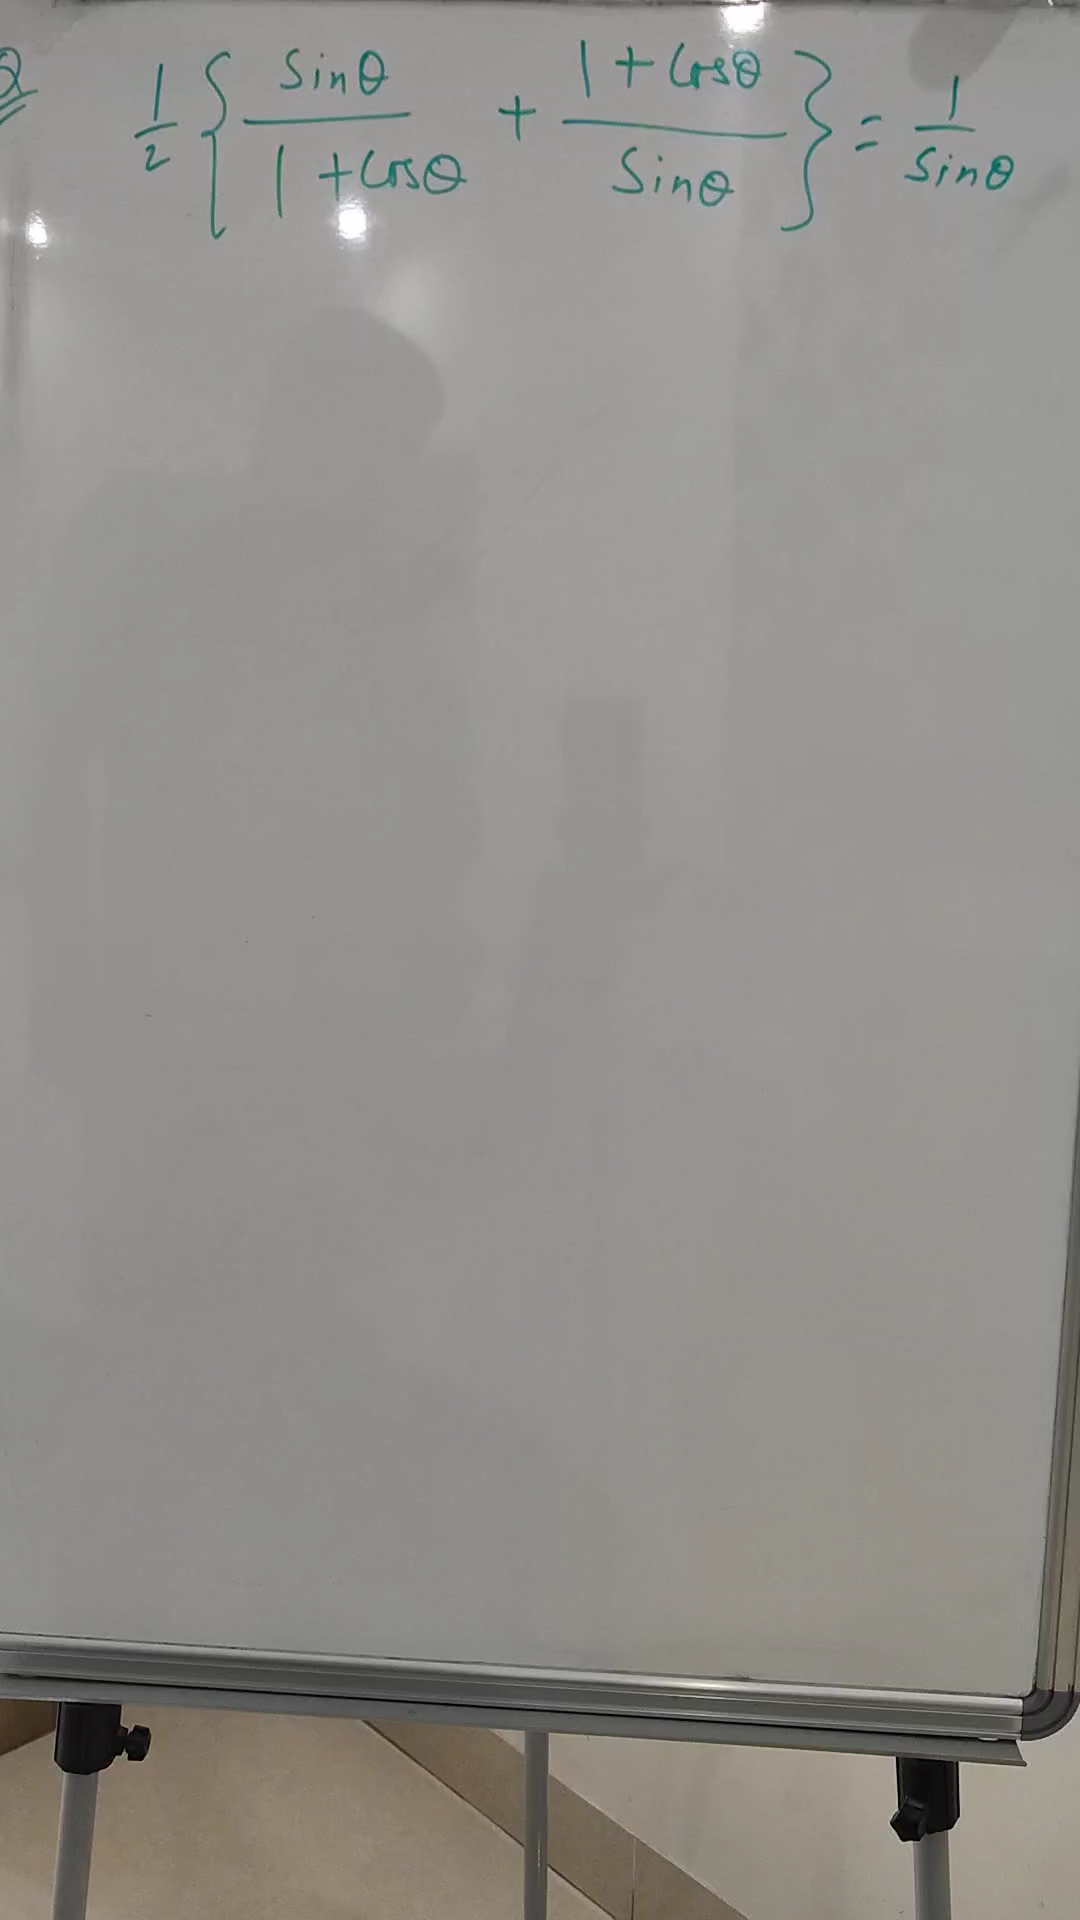 Q 1/2 { Sinθ / 1 + Cosθ + 1 + Cosθ / Sinθ } = 1 / Sinθ